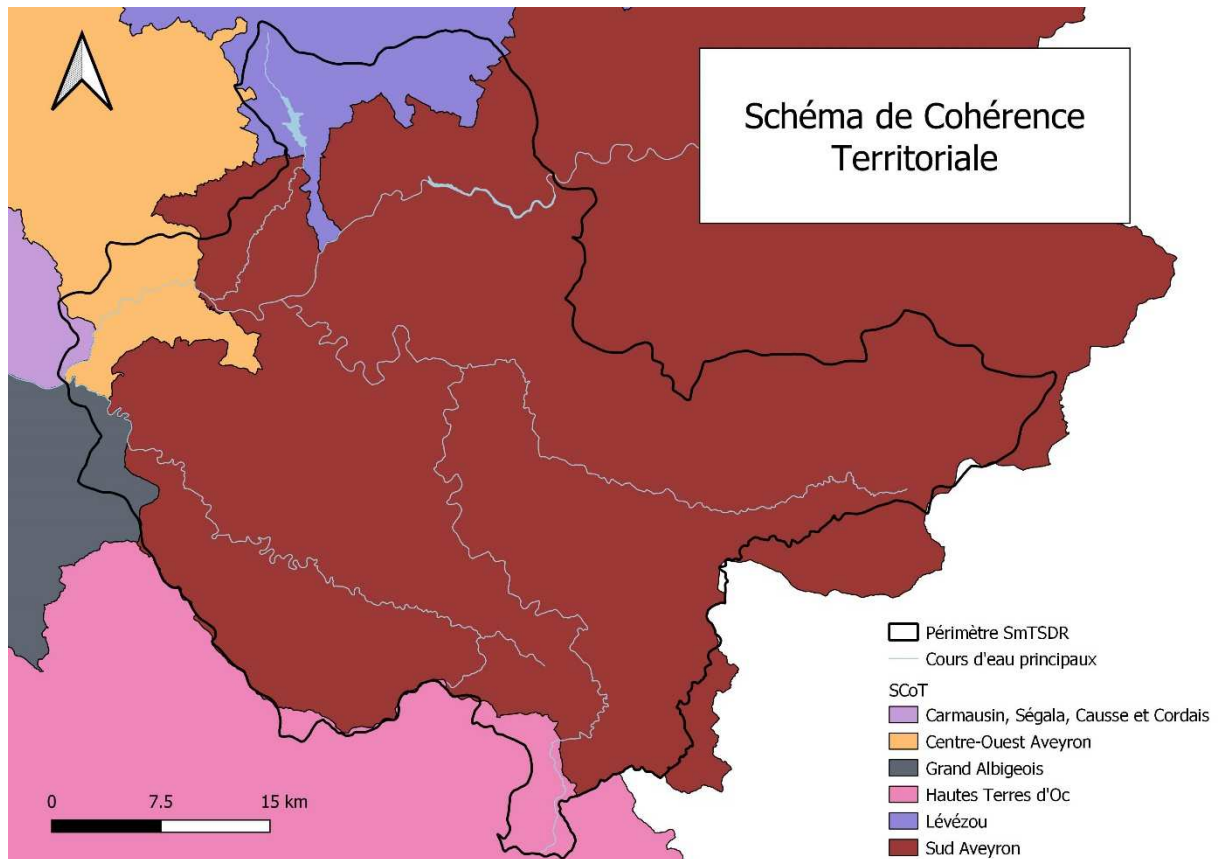 Schéma de Cohérence
Territoriale
Périmètre SmTSDR
Cours d'eau principaux
SCoT
Carmausin, Ségala, Causse et Cordais
Centre-Ouest Aveyron
Grand Albigeois
Hautes Terres d'Oc
Lévézou
Sud Aveyron
0 7.5 15 km